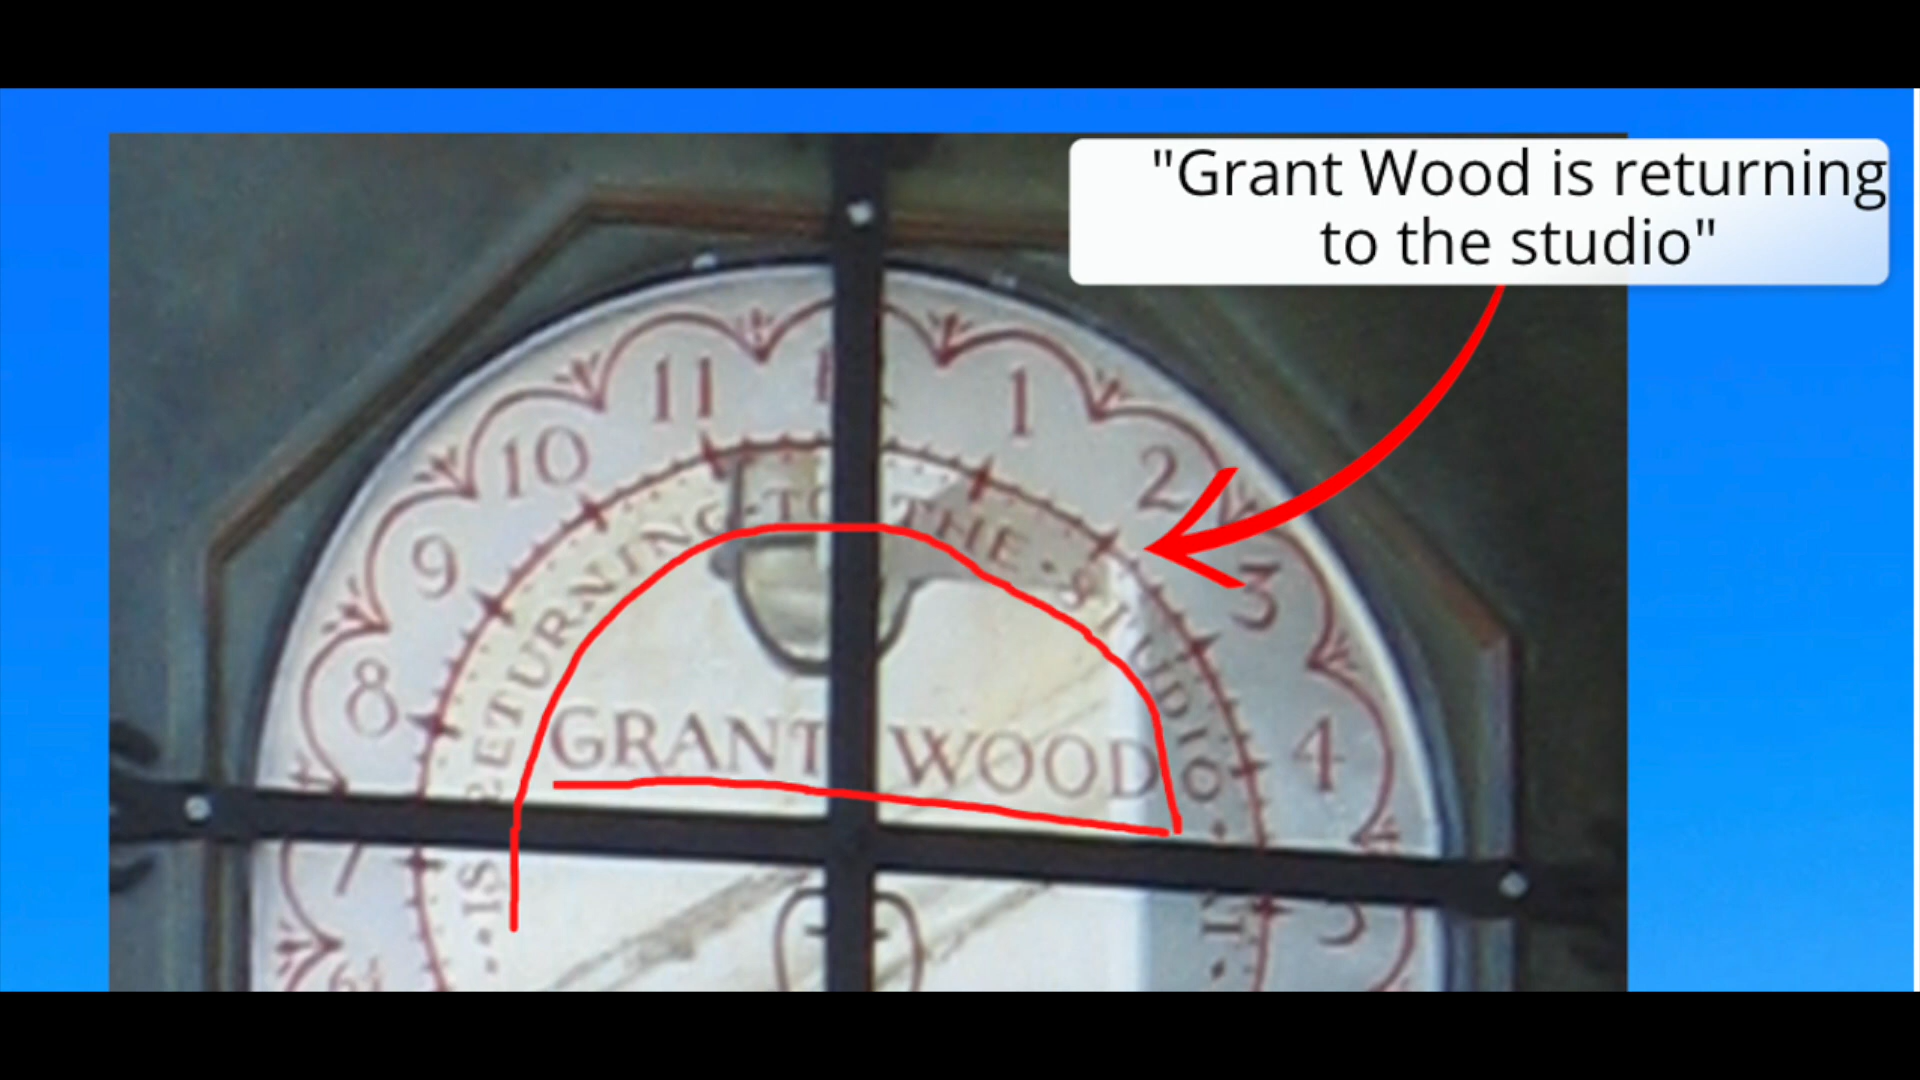 "Grant Wood is returning
to the studio"
11
1
10
2
9
3
8
4
· IS RETURNING · TO THE · STUDIO ·
GRANT WOOD